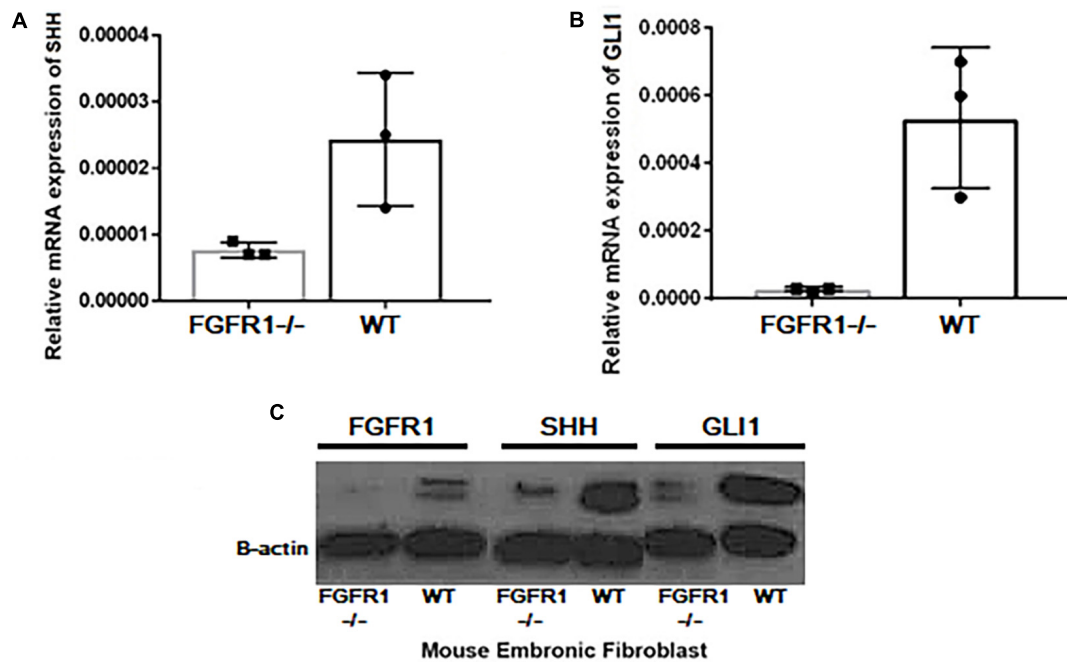 A
Relative mRNA expression of SHH
0.00004
0.00003
0.00002
0.00001
0.00000
FGFR1-/-
WT
B
Relative mRNA expression of GLI1
0.0008
0.0006
0.0004
0.0002
0.0000
FGFR1-/-
WT
C
FGFR1 SHH GLI1
B-actin
FGFR1 WT FGFR1 WT FGFR1 WT
-/- -/- -/-
Mouse Embronic Fibroblast